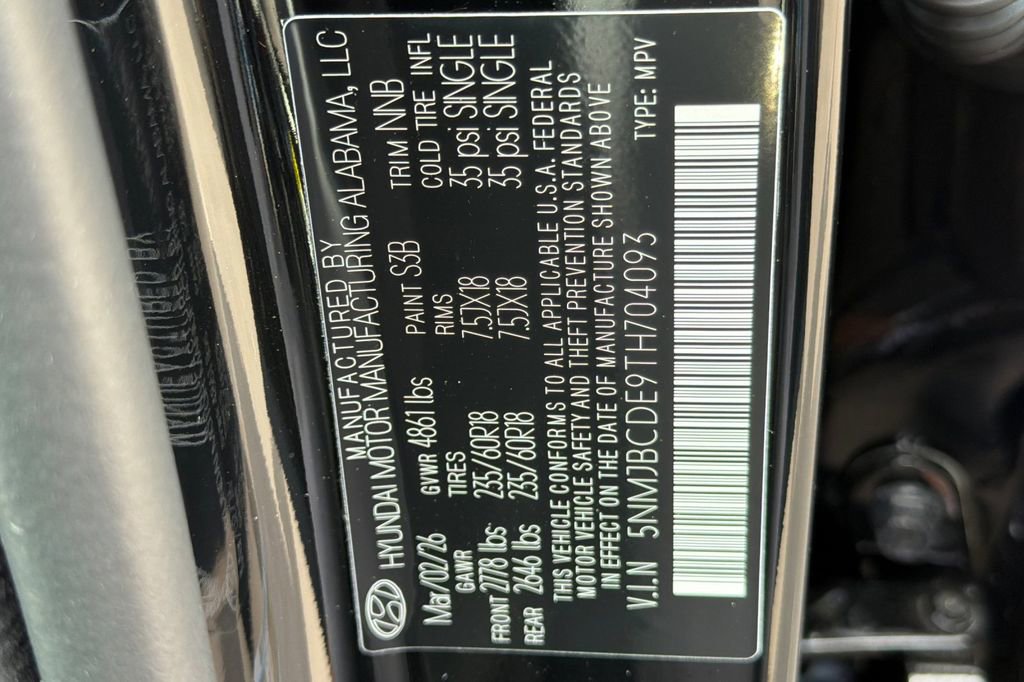 MANUFACTURED BY
HYUNDAI MOTOR MANUFACTURING ALABAMA, LLC
Mar/02/26 GVWR 4861 lbs PAINT S3B TRIM NNB
GAWR TIRES RIMS COLD TIRE INFL
FRONT 2778 lbs 235/60R18 7.5JX18 35 psi SINGLE
REAR 2646 lbs 235/60R18 7.5JX18 35 psi SINGLE
THIS VEHICLE CONFORMS TO ALL APPLICABLE U.S.A. FEDERAL
MOTOR VEHICLE SAFETY AND THEFT PREVENTION STANDARDS
IN EFFECT ON THE DATE OF MANUFACTURE SHOWN ABOVE
V.I.N 5NMJBCDE9TH704093 TYPE: MPV